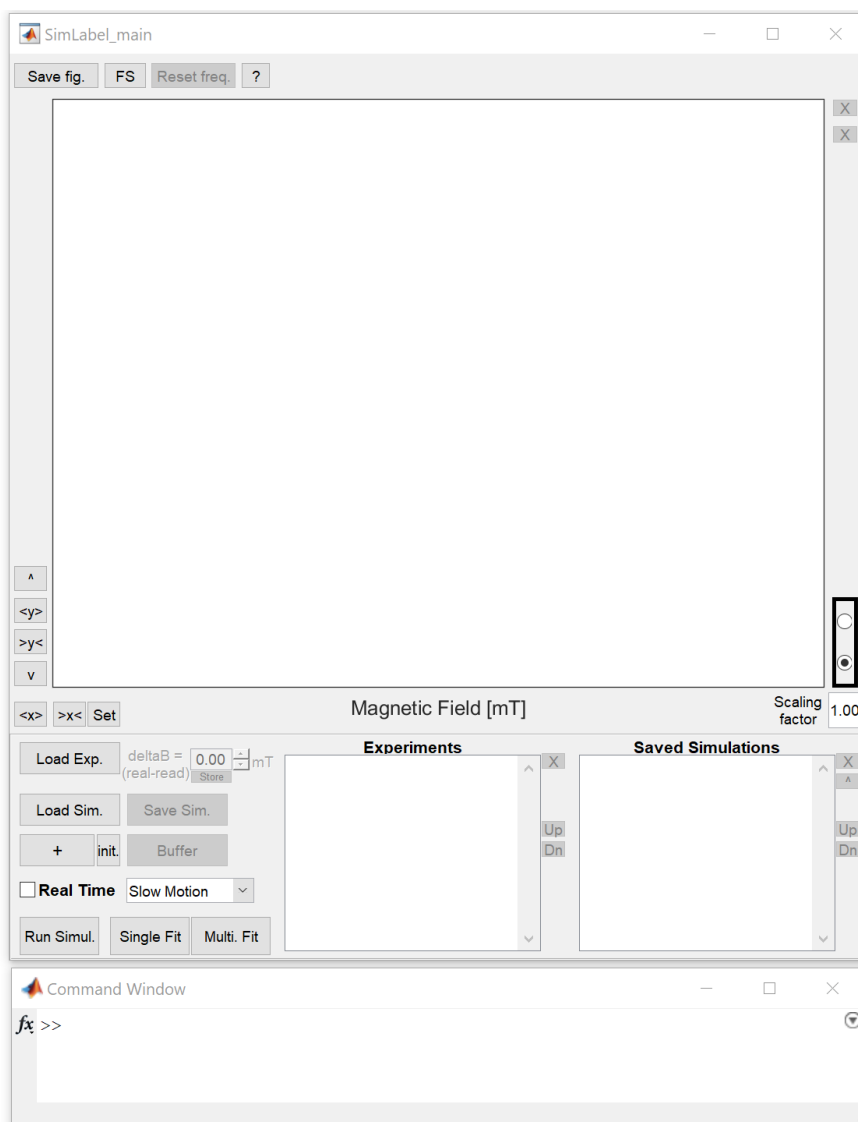 SimLabel_main
Save fig. FS Reset freq. ?
X
X
^
<y>
>y<
v
<x> >x< Set Magnetic Field [mT] Scaling factor 1.00
Load Exp. deltaB = (real-read) 0.00 Store mT
Experiments Saved Simulations
X X
^
Load Sim. Save Sim.
Up Up
+ init. Buffer Dn Dn
Real Time Slow Motion
Run Simul. Single Fit Multi. Fit
Command Window
fx >>